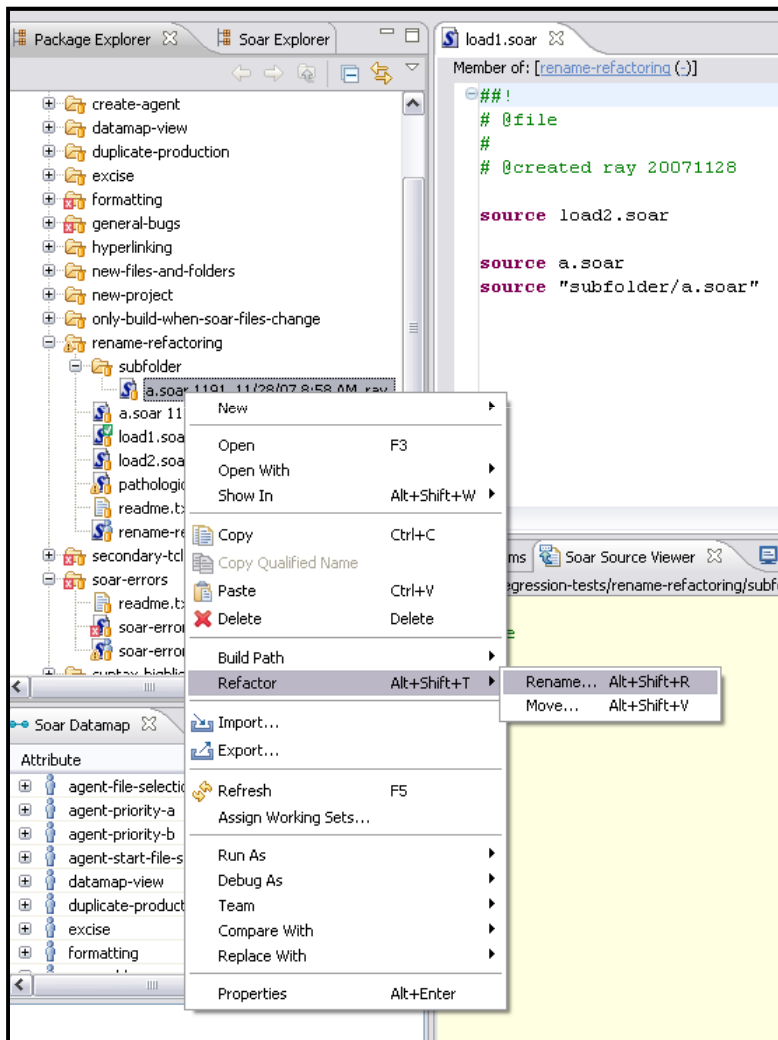 Package Explorer
Soar Explorer
create-agent
datamap-view
duplicate-production
excise
formatting
general-bugs
hyperlinking
new-files-and-folders
new-project
only-build-when-soar-files-change
rename-refactoring
subfolder
a.soar 1191 11/28/07 8:58 AM ray
a.soar 11
load1.soa
load2.soa
pathologic
readme.t
rename-re
secondary-tcl
soar-errors
readme.t
soar-erro
soar-erro
syntax-highli
load1.soar
Member of: [rename-refactoring (-)]
##!
# @file
#
# @created ray 20071128
source load2.soar
source a.soar
source "subfolder/a.soar"
New
Open F3
Open With
Show In Alt+Shift+W
Copy Ctrl+C
Copy Qualified Name
Paste Ctrl+V
Delete Delete
Build Path
Refactor Alt+Shift+T
Import...
Export...
Refresh F5
Assign Working Sets...
Run As
Debug As
Team
Compare With
Replace With
Properties Alt+Enter
Rename... Alt+Shift+R
Move... Alt+Shift+V
ms
Soar Source Viewer
egression-tests/rename-refactoring/subf
e
Soar Datamap
Attribute
agent-file-selectio
agent-priority-a
agent-priority-b
agent-start-file-s
datamap-view
duplicate-product
excise
formatting